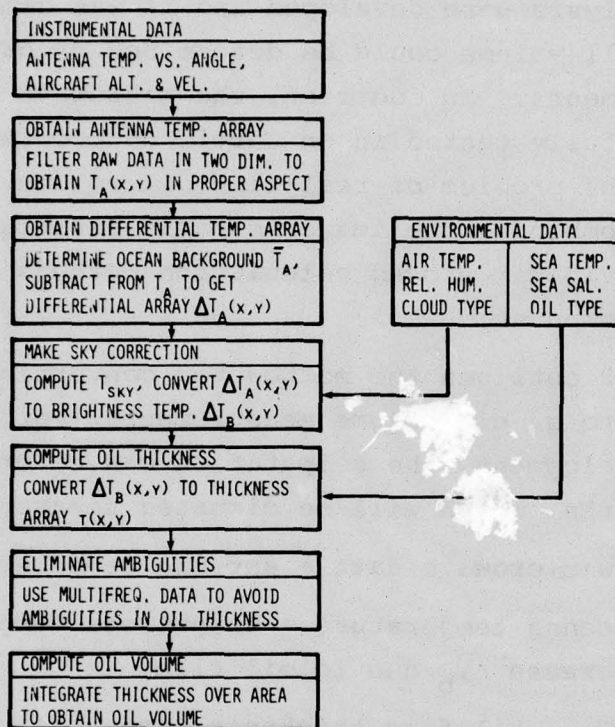 INSTRUMENTAL DATA
ANTENNA TEMP. VS. ANGLE,
AIRCRAFT ALT. & VEL.
OBTAIN ANTENNA TEMP. ARRAY
FILTER RAW DATA IN TWO DIM. TO
OBTAIN T_A(X,Y) IN PROPER ASPECT
OBTAIN DIFFERENTIAL TEMP. ARRAY
DETERMINE OCEAN BACKGROUND T̅_A,
SUBTRACT FROM T_A TO GET
DIFFERENTIAL ARRAY ΔT_A(X,Y)
ENVIRONMENTAL DATA
AIR TEMP.
REL. HUM.
CLOUD TYPE
SEA TEMP.
SEA SAL.
OIL TYPE
MAKE SKY CORRECTION
COMPUTE SKY, CONVERT ΔT_A(X,Y)
TO BRIGHTNESS TEMP. ΔT_B(X,Y)
COMPUTE OIL THICKNESS
CONVERT ΔT_B(X,Y) TO THICKNESS
ARRAY T(X,Y)
ELIMINATE AMBIGUITIES
USE MULTIFREQ. DATA TO AVOID
AMBIGUITIES IN OIL THICKNESS
COMPUTE OIL VOLUME
INTEGRATE THICKNESS OVER AREA
TO OBTAIN OIL VOLUME